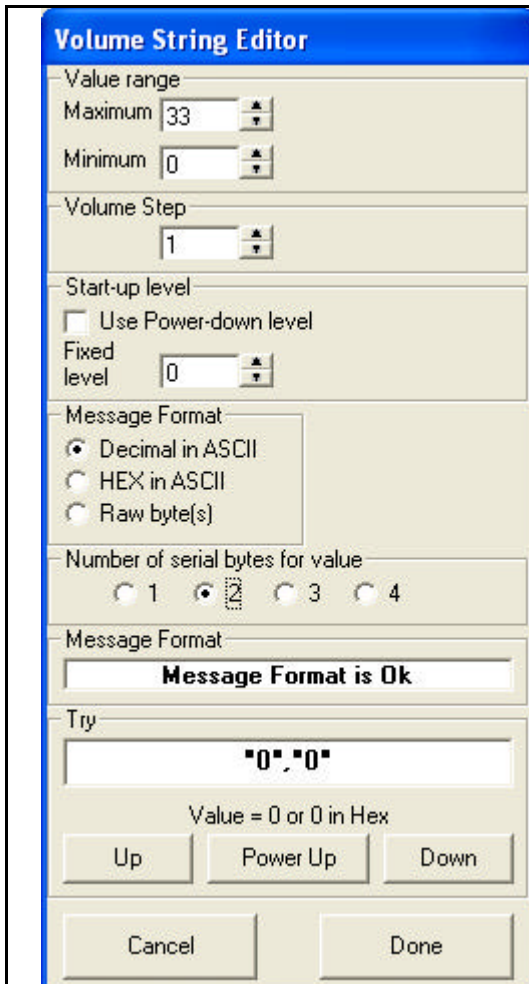 Volume String Editor
Value range
Maximum 33
Minimum 0
Volume Step
1
Start-up level
Use Power-down level
Fixed
level 0
Message Format
Decimal in ASCII
HEX in ASCII
Raw byte(s)
Number of serial bytes for value
1 2 3 4
Message Format
Message Format is Ok
Try
"0","0"
Value = 0 or 0 in Hex
Up Power Up Down
Cancel Done